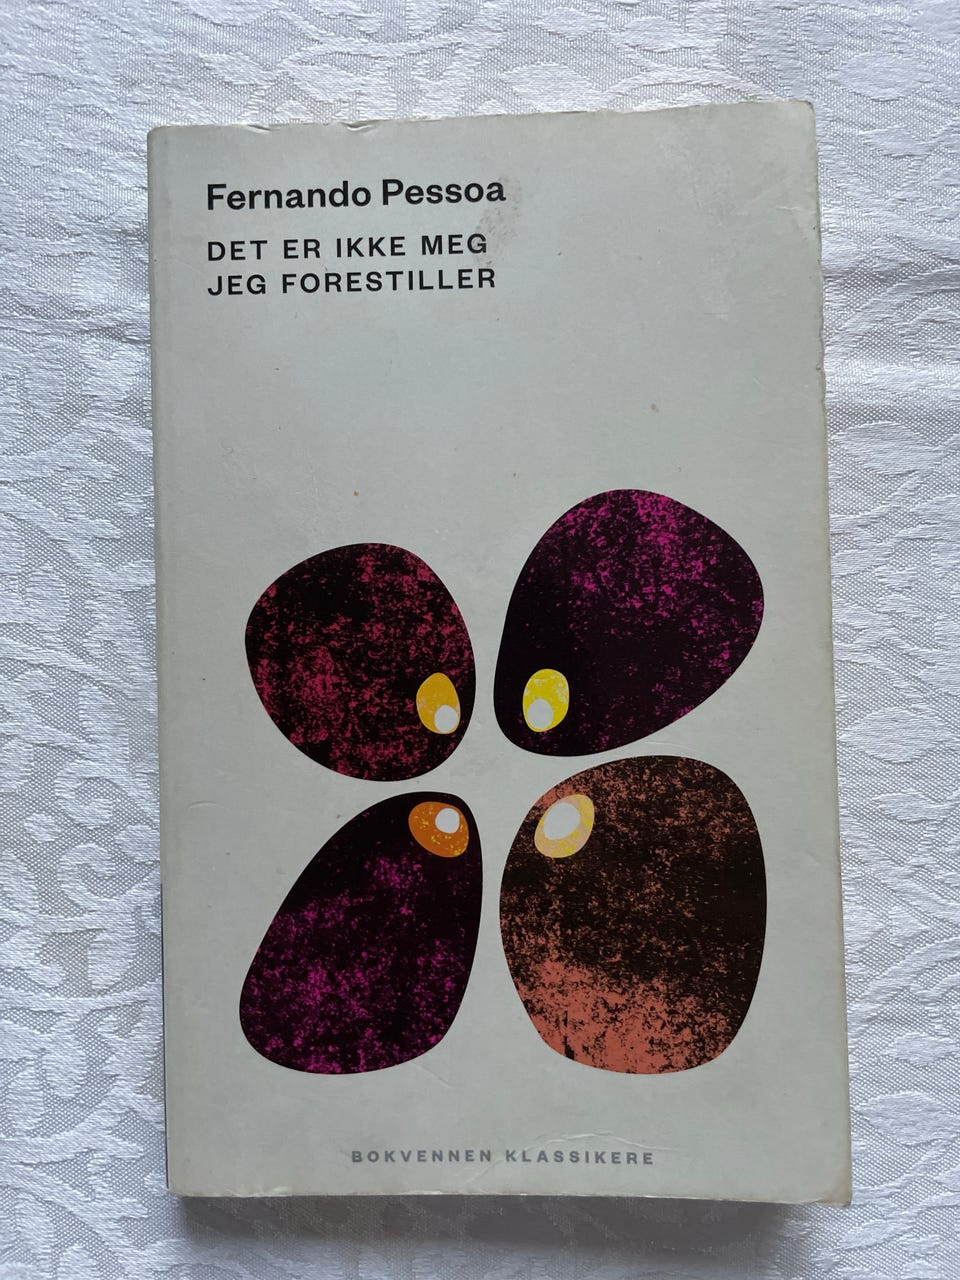 Fernando Pessoa
DET ER IKKE MEG
JEG FORESTILLER
BOKVENNEN KLASSIKERE